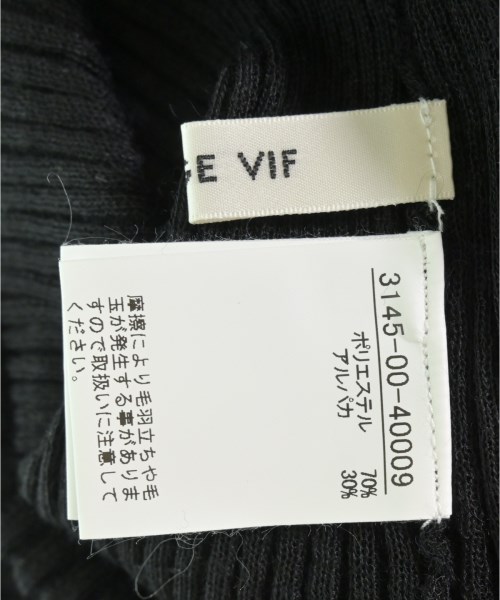 GE VIF
3145-00-40009
ポリエステル 70%
アルパカ 30%
摩擦により毛羽立ちや毛
玉が発生する事がありま
すので取扱いに注意して
ください。